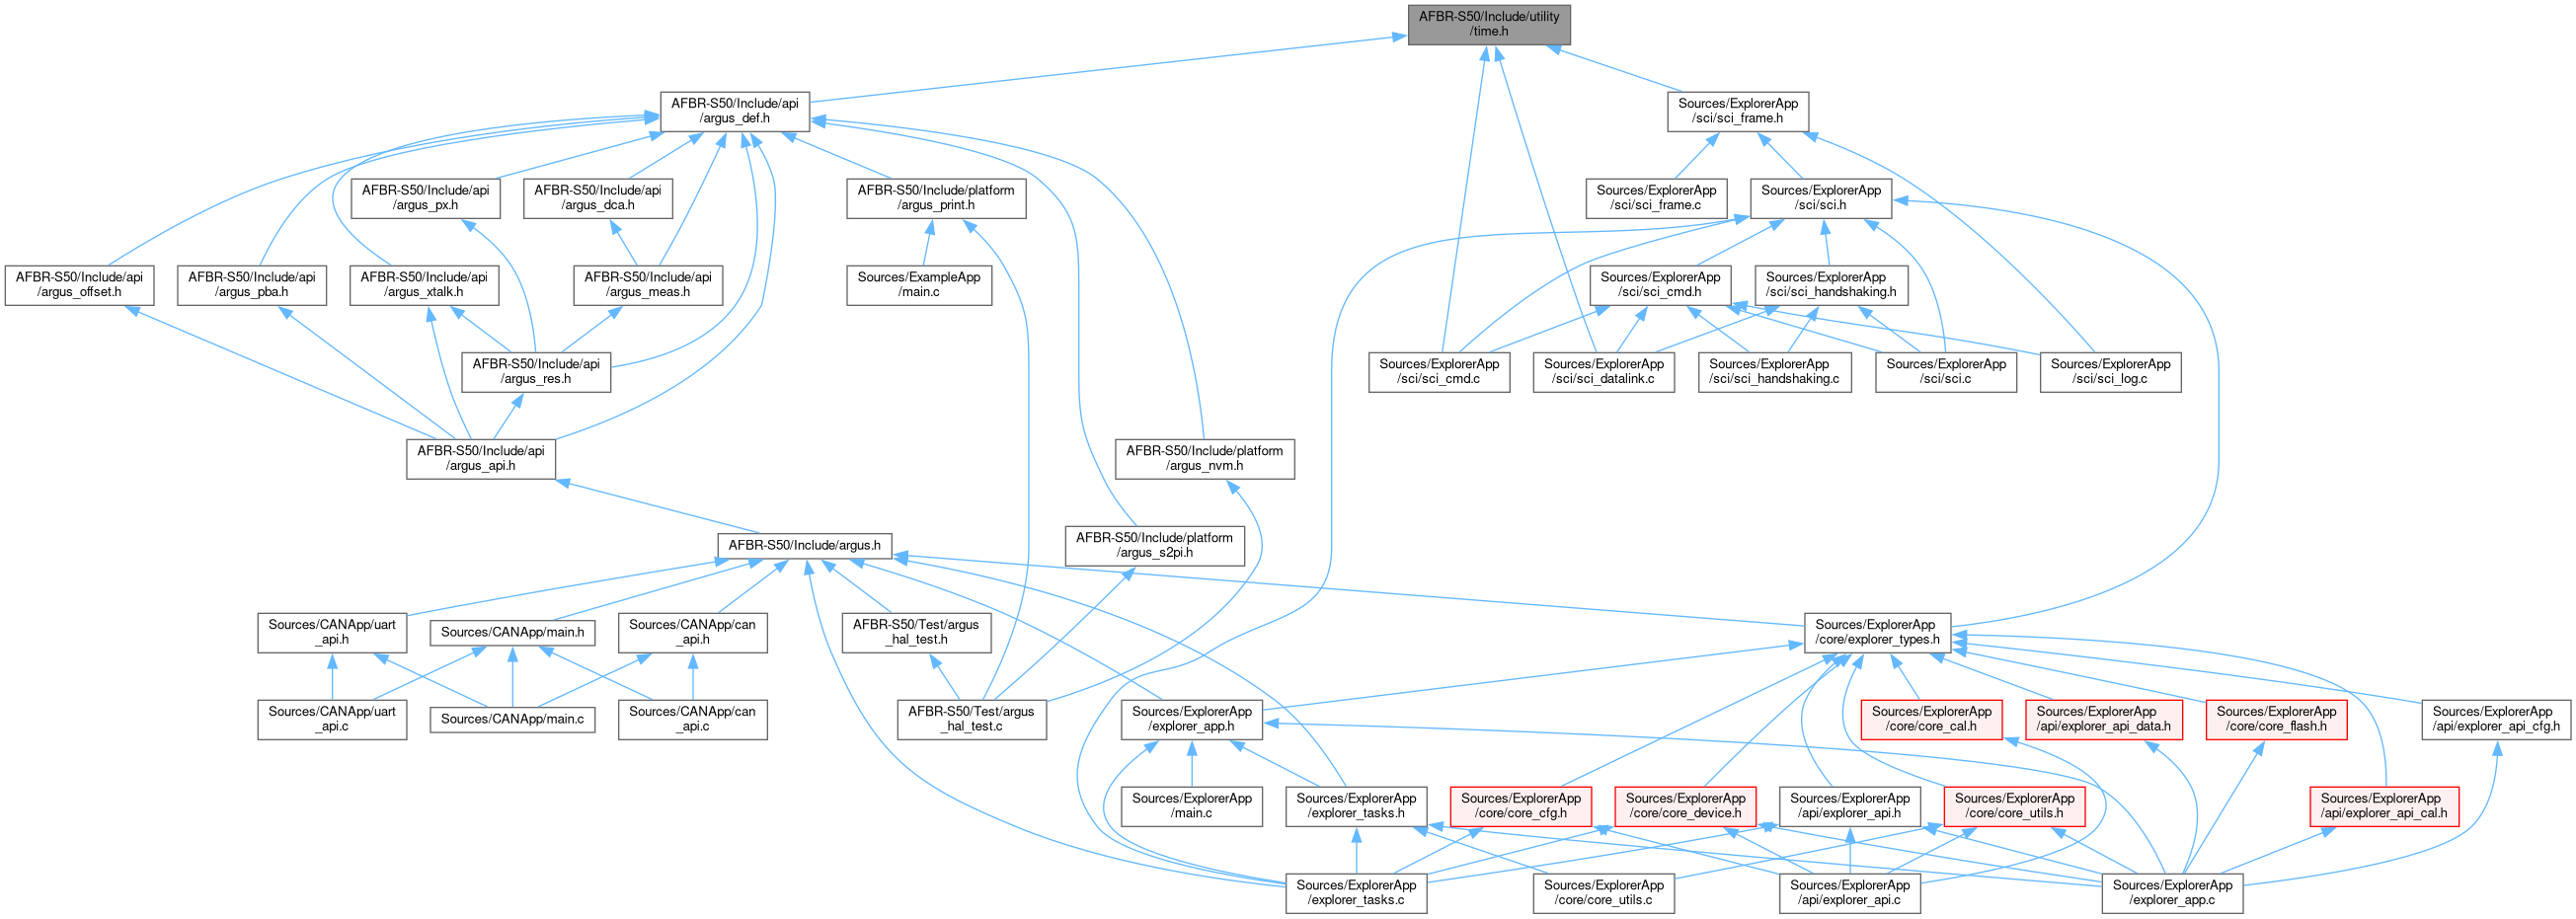 AFBR-S50/Include/utility
/time.h
AFBR-S50/Include/api
/argus_def.h
Sources/ExplorerApp
/sci/sci_frame.h
AFBR-S50/Include/api
/argus_px.h
AFBR-S50/Include/api
/argus_dca.h
AFBR-S50/Include/platform
/argus_print.h
Sources/ExplorerApp
/sci/sci_frame.c
Sources/ExplorerApp
/sci/sci.h
AFBR-S50/Include/api
/argus_offset.h
AFBR-S50/Include/api
/argus_pba.h
AFBR-S50/Include/api
/argus_xtalk.h
AFBR-S50/Include/api
/argus_meas.h
Sources/ExampleApp
/main.c
Sources/ExplorerApp
/sci/sci_cmd.h
Sources/ExplorerApp
/sci/sci_handshaking.h
AFBR-S50/Include/api
/argus_res.h
Sources/ExplorerApp
/sci/sci_cmd.c
Sources/ExplorerApp
/sci/sci_datalink.c
Sources/ExplorerApp
/sci/sci_handshaking.c
Sources/ExplorerApp
/sci/sci.c
Sources/ExplorerApp
/sci/sci_log.c
AFBR-S50/Include/api
/argus_api.h
AFBR-S50/Include/platform
/argus_nvm.h
AFBR-S50/Include/argus.h
AFBR-S50/Include/platform
/argus_s2pi.h
Sources/CANApp/uart
_api.h
Sources/CANApp/main.h
Sources/CANApp/can
_api.h
AFBR-S50/Test/argus
_hal_test.h
Sources/ExplorerApp
/core/explorer_types.h
Sources/CANApp/uart
_api.c
Sources/CANApp/main.c
Sources/CANApp/can
_api.c
AFBR-S50/Test/argus
_hal_test.c
Sources/ExplorerApp
/explorer_app.h
Sources/ExplorerApp
/core/core_cal.h
Sources/ExplorerApp
/api/explorer_api_data.h
Sources/ExplorerApp
/core/core_flash.h
Sources/ExplorerApp
/api/explorer_api_cfg.h
Sources/ExplorerApp
/main.c
Sources/ExplorerApp
/explorer_tasks.h
Sources/ExplorerApp
/core/core_cfg.h
Sources/ExplorerApp
/core/core_device.h
Sources/ExplorerApp
/api/explorer_api.h
Sources/ExplorerApp
/core/core_utils.h
Sources/ExplorerApp
/api/explorer_api_cal.h
Sources/ExplorerApp
/explorer_tasks.c
Sources/ExplorerApp
/core/core_utils.c
Sources/ExplorerApp
/api/explorer_api.c
Sources/ExplorerApp
/explorer_app.c